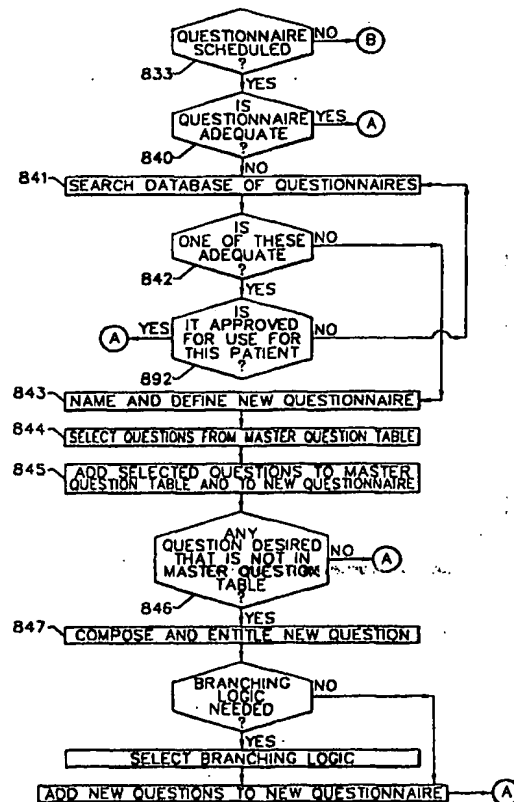 QUESTIONNAIRE
SCHEDULED
?
NO
B
833
YES
IS
QUESTIONNAIRE
ADEQUATE
?
YES
A
840
NO
841
SEARCH DATABASE OF QUESTIONNAIRES
IS
ONE OF THESE
ADEQUATE
?
NO
842
YES
IS
IT APPROVED
FOR USE FOR
THIS PATIENT
?
YES
A
NO
892
843
NAME AND DEFINE NEW QUESTIONNAIRE
844
SELECT QUESTIONS FROM MASTER QUESTION TABLE
845
ADD SELECTED QUESTIONS TO MASTER
QUESTION TABLE AND TO NEW QUESTIONNAIRE
ANY
QUESTION DESIRED
THAT IS NOT IN
MASTER QUESTION
TABLE
?
NO
A
846
YES
847
COMPOSE AND ENTITLE NEW QUESTION
BRANCHING
LOGIC
NEEDED
?
NO
YES
SELECT BRANCHING LOGIC
ADD NEW QUESTIONS TO NEW QUESTIONNAIRE
A